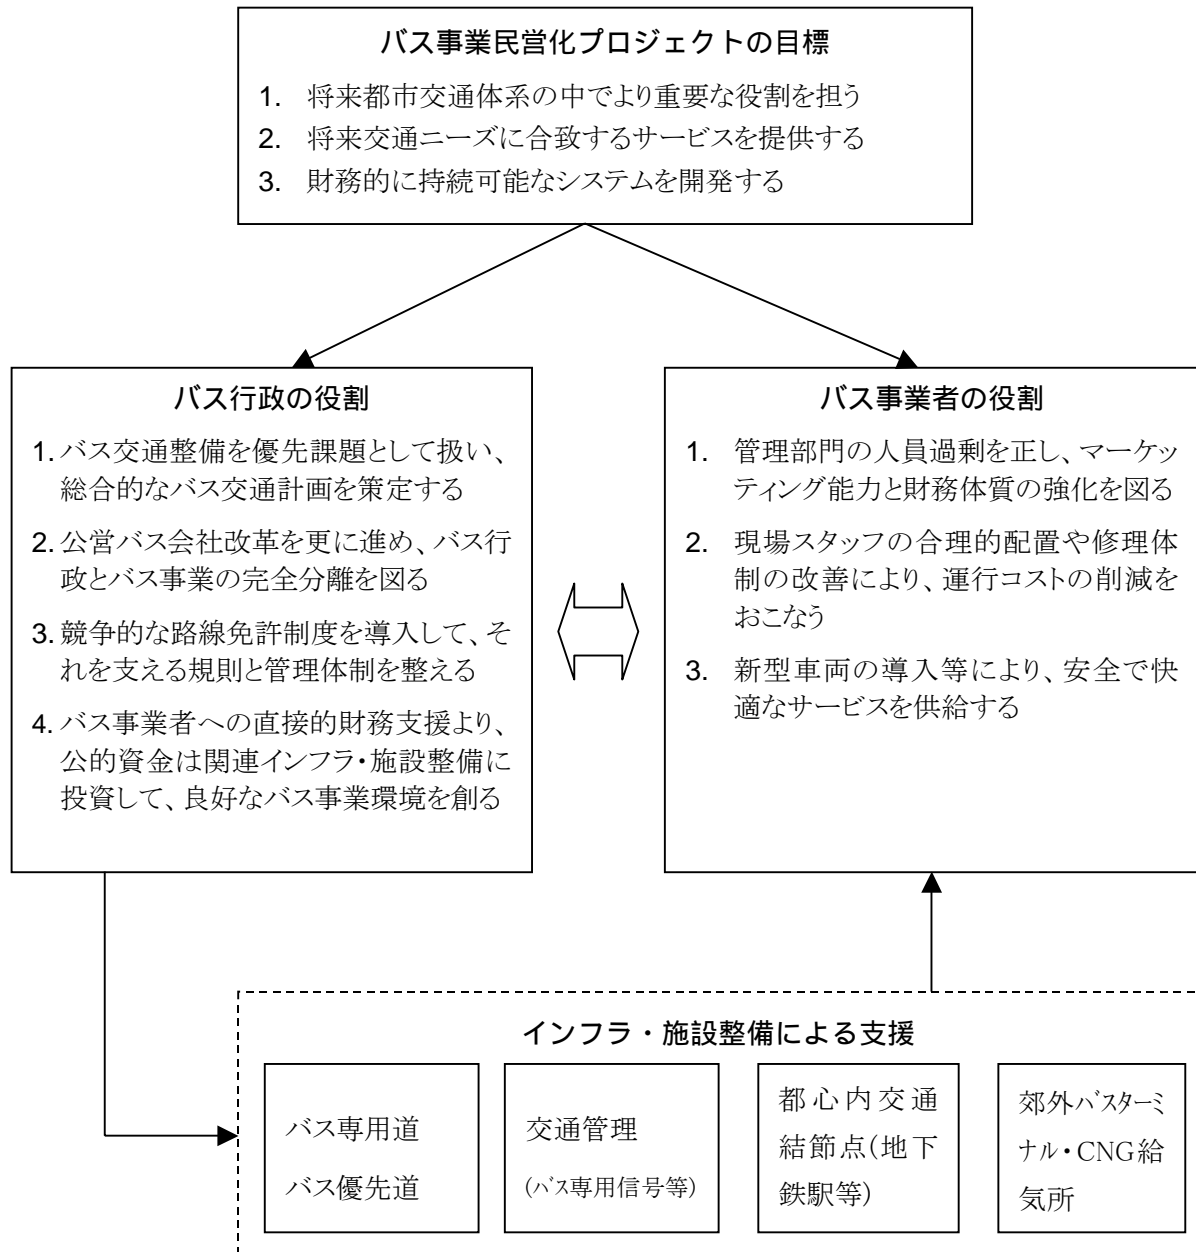 バス事業民営化プロジェクトの目標
1. 将来都市交通体系の中でより重要な役割を担う
2. 将来交通ニーズに合致するサービスを提供する
3. 財務的に持続可能なシステムを開発する
バス行政の役割
1. バス交通整備を優先課題として扱い、
総合的なバス交通計画を策定する
2. 公営バス会社改革を更に進め、バス行
政とバス事業の完全分離を図る
3. 競争的な路線免許制度を導入して、そ
れを支える規則と管理体制を整える
4. バス事業者への直接的財務支援より、
公的資金は関連インフラ・施設整備に
投資して、良好なバス事業環境を創る
バス事業者の役割
1. 管理部門の人員過剰を正し、マーケッ
ティング能力と財務体質の強化を図る
2. 現場スタッフの合理的配置や修理体
制の改善により、運行コストの削減を
おこなう
3. 新型車両の導入等により、安全で快
適なサービスを供給する
インフラ・施設整備による支援
バス専用道
バス優先道
交通管理
(バス専用信号等)
都心内交通
結節点(地下
鉄駅等)
郊外バスターミ
ナル・CNG給
気所